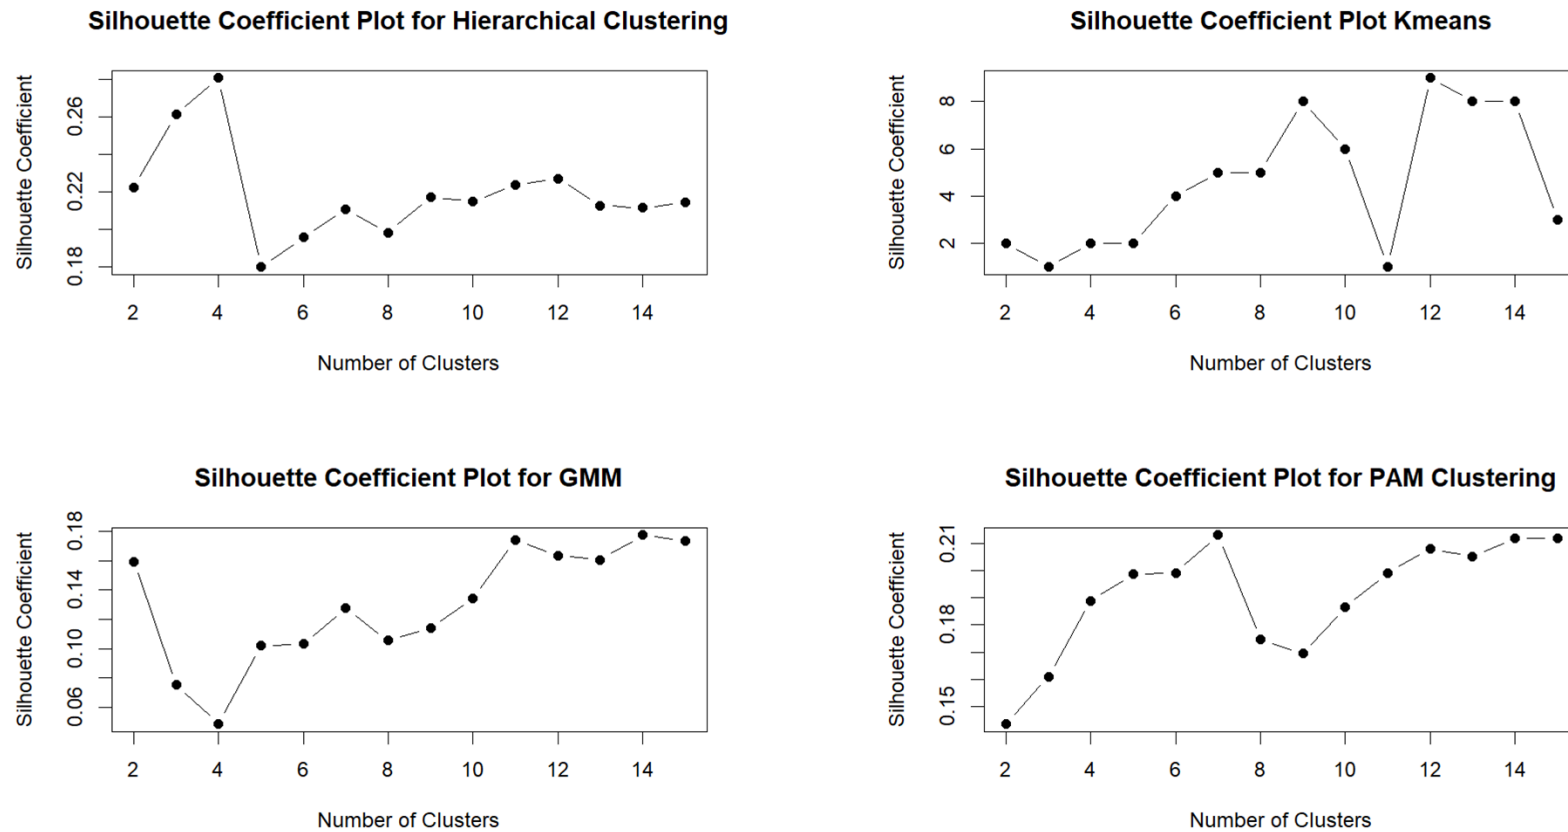 Silhouette Coefficient Plot for Hierarchical Clustering
Silhouette Coefficient
0.18 0.22 0.26
2 4 6 8 10 12 14
Number of Clusters
Silhouette Coefficient Plot Kmeans
Silhouette Coefficient
2 4 6 8
2 4 6 8 10 12 14
Number of Clusters
Silhouette Coefficient Plot for GMM
Silhouette Coefficient
0.06 0.10 0.14 0.18
2 4 6 8 10 12 14
Number of Clusters
Silhouette Coefficient Plot for PAM Clustering
Silhouette Coefficient
0.15 0.18 0.21
2 4 6 8 10 12 14
Number of Clusters